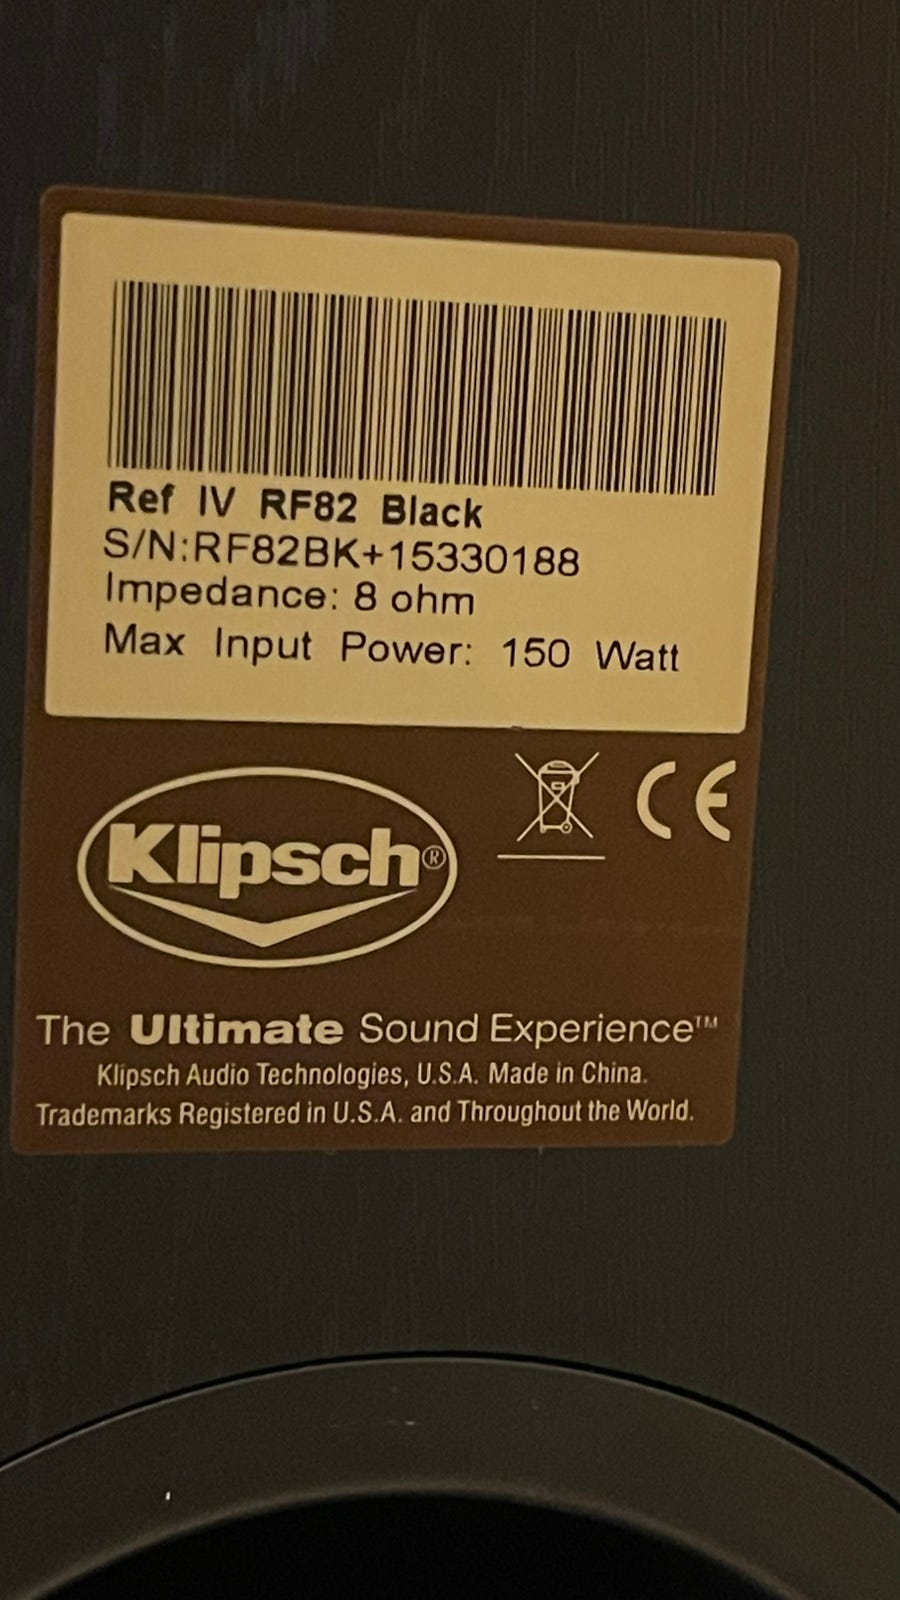 Ref IV RF82 Black
S/N:RF82BK+15330188
Impedance: 8 ohm
Max Input Power: 150 Watt
Klipsch®
CE
The Ultimate Sound Experience™
Klipsch Audio Technologies, U.S.A. Made in China.
Trademarks Registered in U.S.A. and Throughout the World.